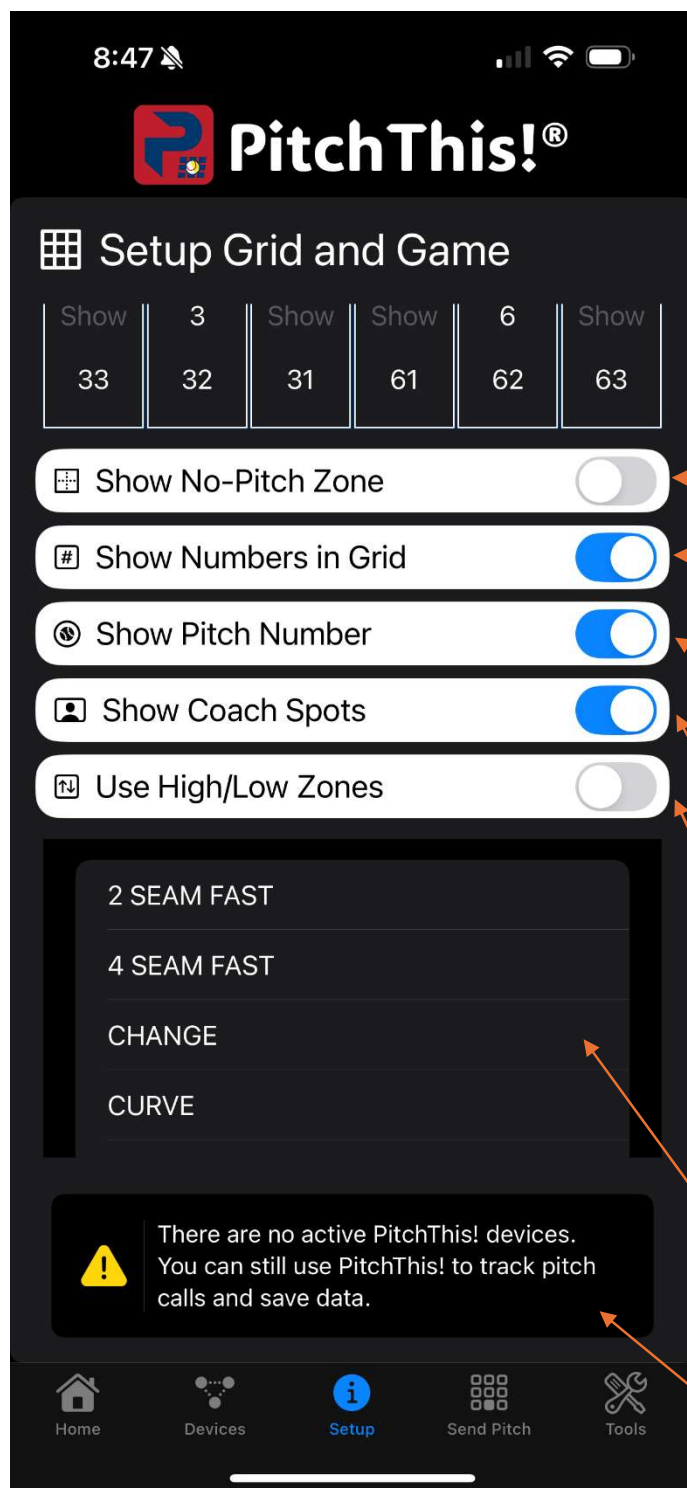 8:47
PitchThis!®
Setup Grid and Game
Show 3 Show Show 6 Show
33 32 31 61 62 63
Show No-Pitch Zone
# Show Numbers in Grid
Show Pitch Number
Show Coach Spots
Use High/Low Zones
2 SEAM FAST
4 SEAM FAST
CHANGE
CURVE
There are no active PitchThis! devices.
You can still use PitchThis! to track pitch
calls and save data.
Home Devices Setup Send Pitch Tools